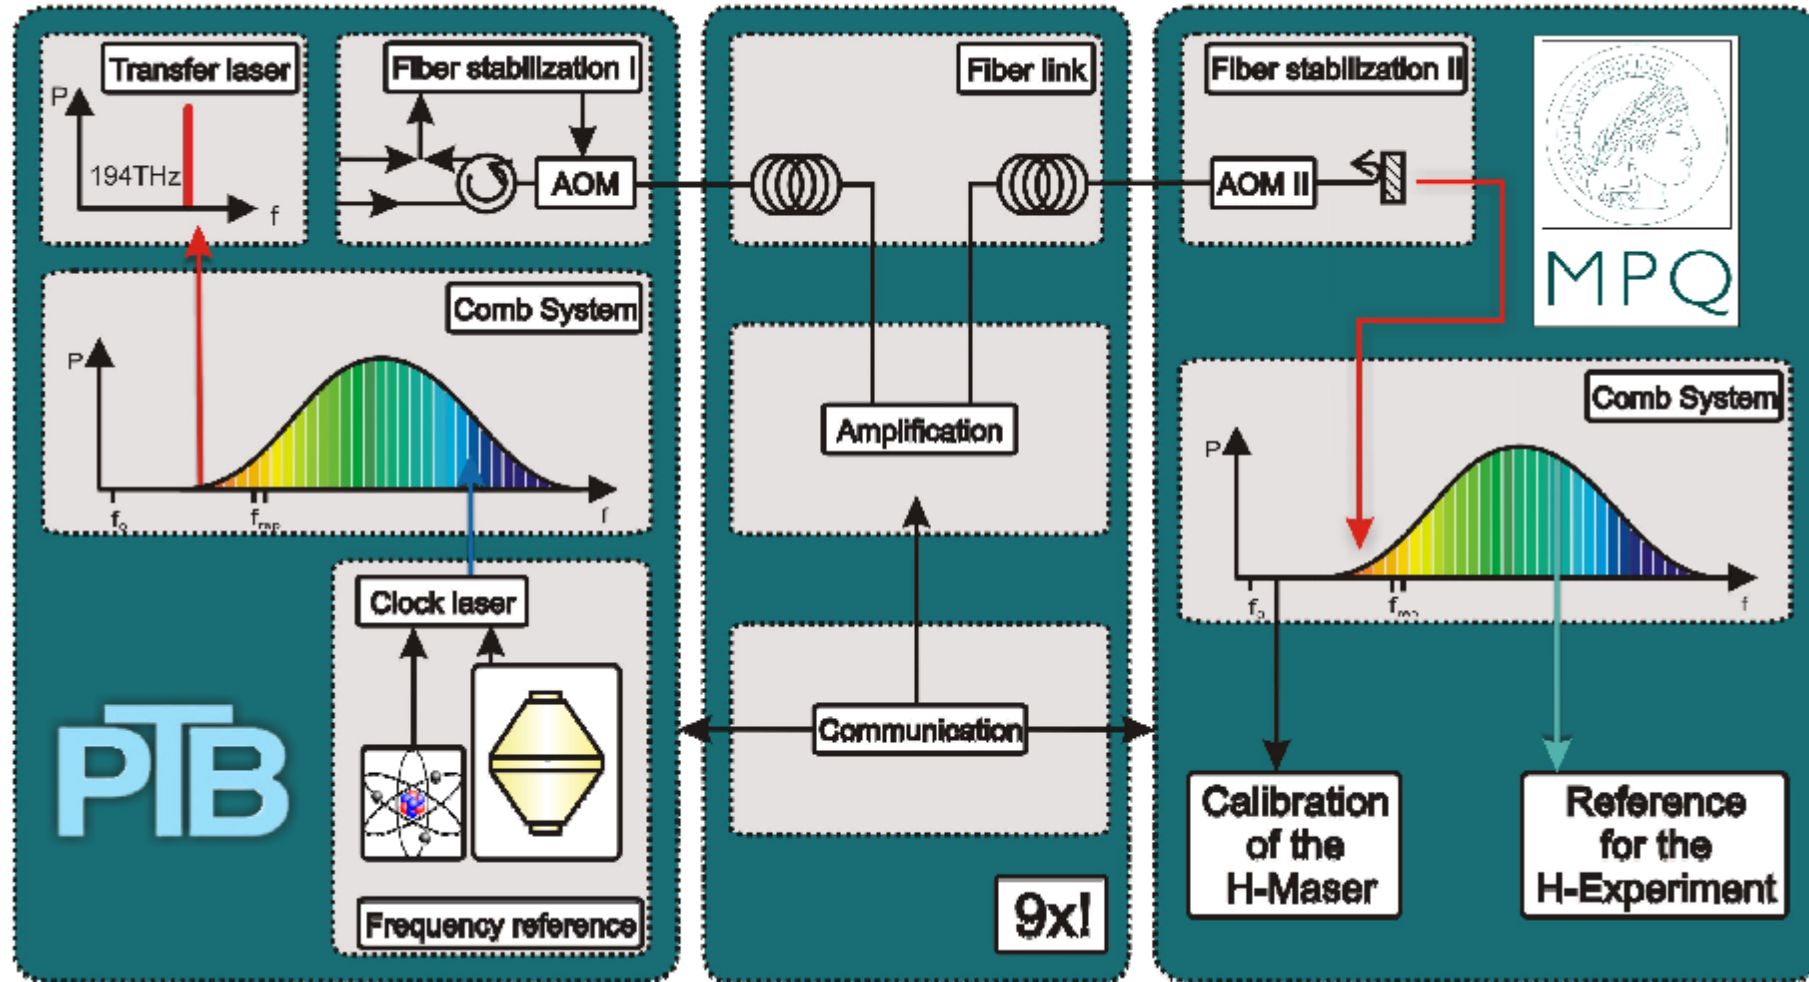 Transfer laser
P
194THz
f
Fiber stabilization I
AOM
Comb System
P
f
Clock laser
Frequency reference
PTB
Fiber link
Amplification
Communication
9x!
Fiber stabilization II
AOM II
MPQ
Comb System
P
f
Calibration
of the
H-Maser
Reference
for the
H-Experiment